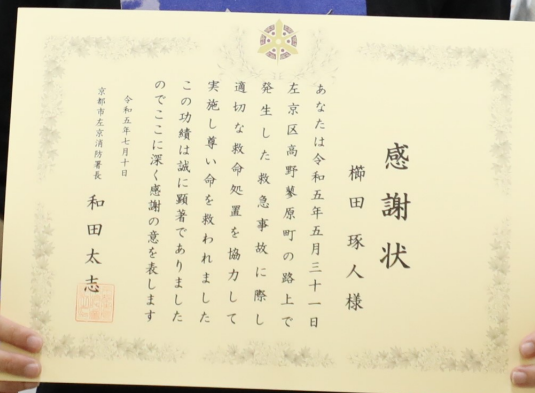 感謝状
櫛田琢人様
あなたは令和五年五月三十一日
左京区高野蓼原町の路上で
発生した救急事故に際し
適切な救命処置を協力して
実施し尊い命を救われました
この功績は誠に顕著でありました
のでここに深く感謝の意を表します
令和五年七月十日
京都市左京消防署長
和田太志